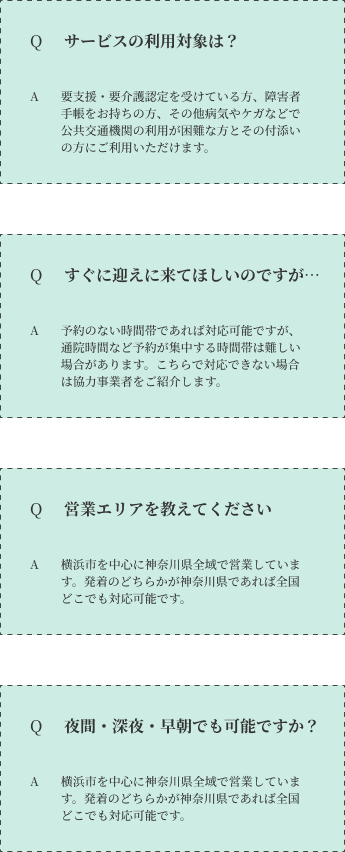 Q サービスの利用対象は？
A 要支援・要介護認定を受けている方、障害者
手帳をお持ちの方、その他病気やケガなどで
公共交通機関の利用が困難な方とその付添い
の方にご利用いただけます。
Q すぐに迎えに来てほしいのですが…
A 予約のない時間帯であれば対応可能ですが、
通院時間など予約が集中する時間帯は難しい
場合があります。こちらで対応できない場合
は協力事業者をご紹介します。
Q 営業エリアを教えてください
A 横浜市を中心に神奈川県全域で営業していま
す。発着のどちらかが神奈川県であれば全国
どこでも対応可能です。
Q 夜間・深夜・早朝でも可能ですか？
A 横浜市を中心に神奈川県全域で営業していま
す。発着のどちらかが神奈川県であれば全国
どこでも対応可能です。